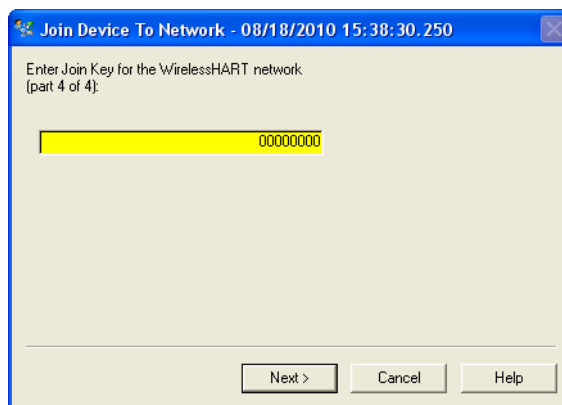 Join Device To Network - 08/18/2010 15:38:30.250
Enter Join Key for the WirelessHART network
(part 4 of 4):
00000000
Next >
Cancel
Help